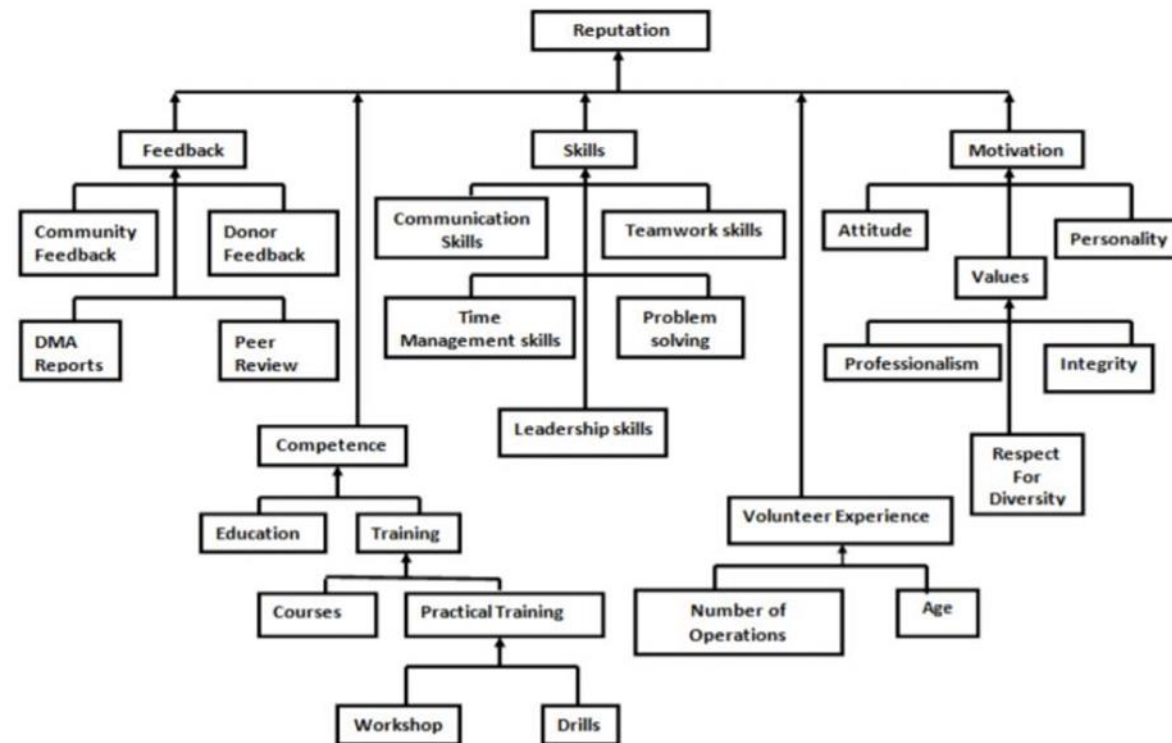 Reputation
Feedback
Skills
Motivation
Community
Feedback
Donor
Feedback
Communication
Skills
Teamwork skills
Attitude
Personality
Values
DMA
Reports
Peer
Review
Time
Management skills
Problem
solving
Professionalism
Integrity
Leadership skills
Competence
Respect
For
Diversity
Volunteer Experience
Education
Training
Courses
Practical Training
Number of
Operations
Age
Workshop
Drills